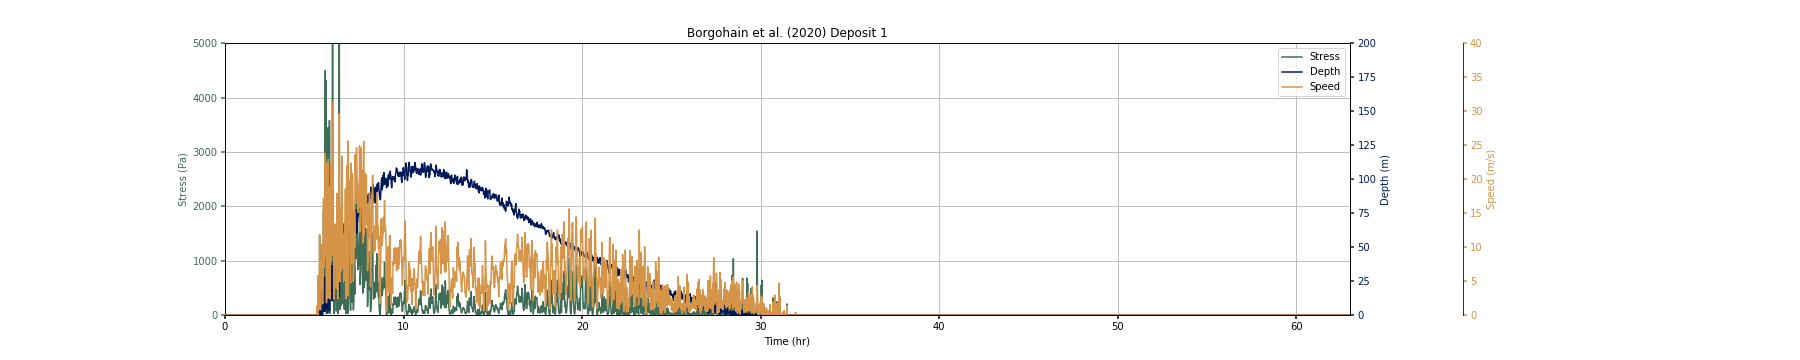 Borgohain et al. (2020) Deposit 1
5000
4000
3000
2000
1000
0
Stress (Pa)
Stress
Depth
Speed
200
175
150
125
100
75
50
25
0
Depth (m)
40
35
30
25
20
15
10
5
0
Speed (m/s)
0 10 20 30 40 50 60
Time (hr)